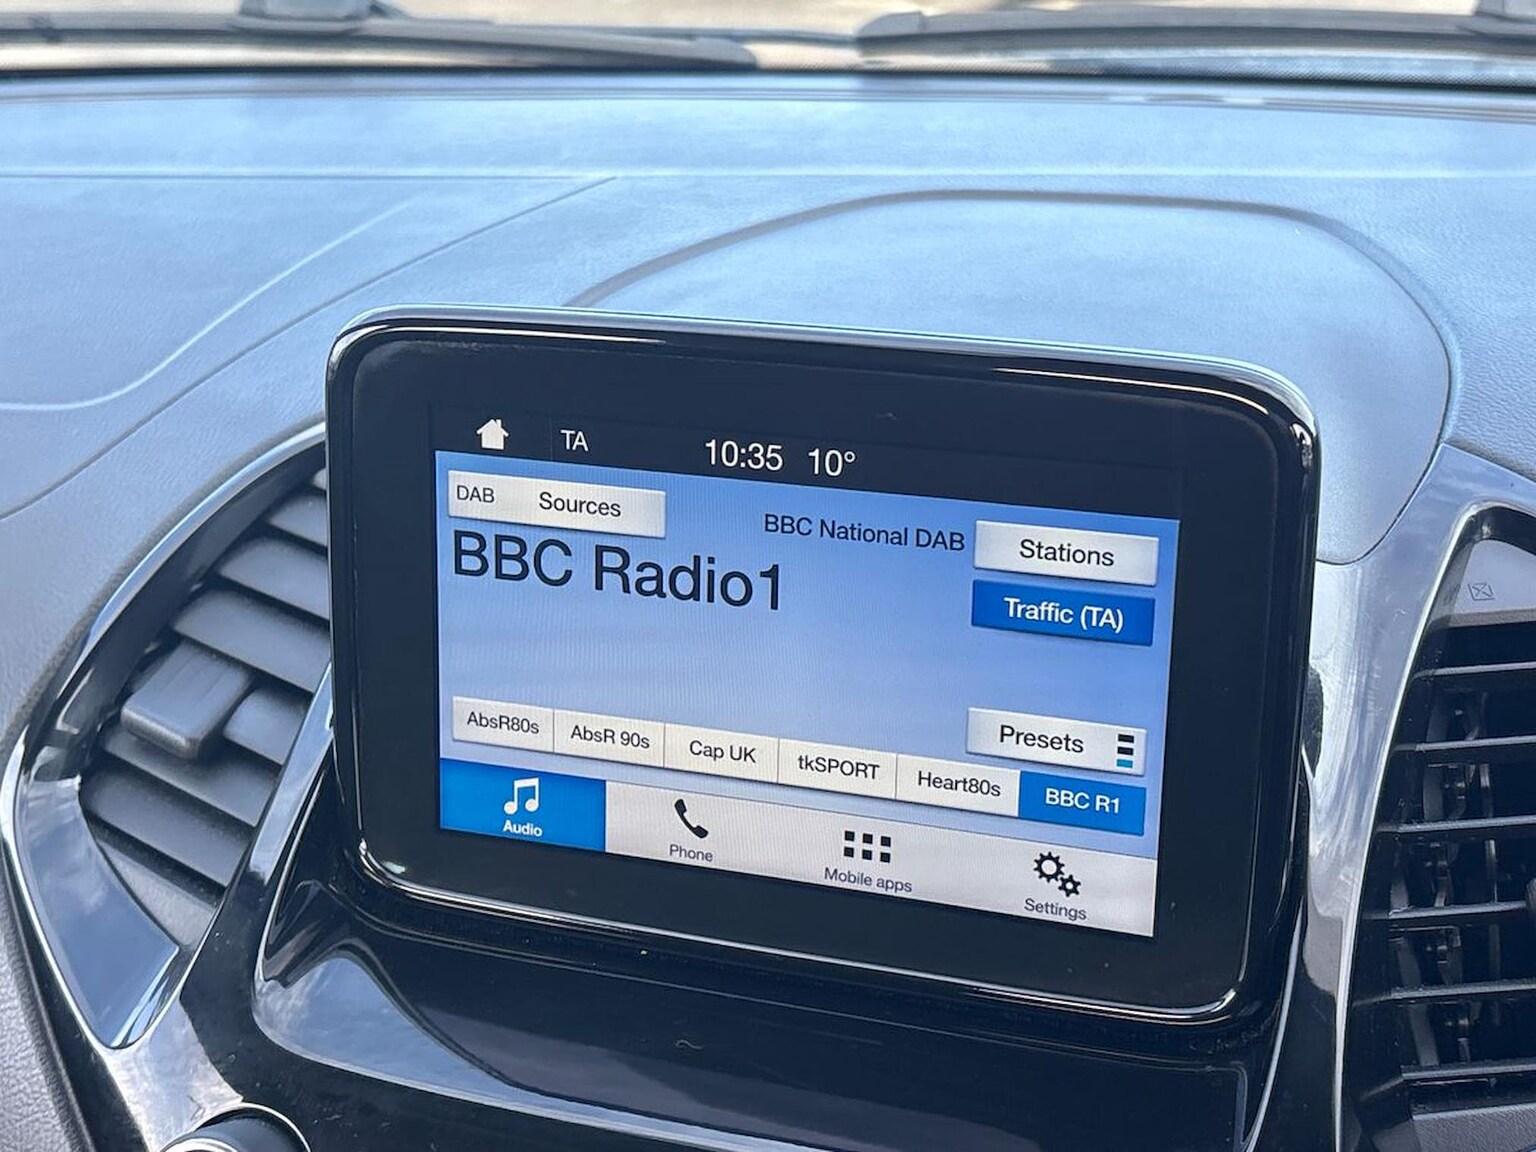 TA 10:35 10°
DAB Sources
BBC National DAB
Stations
BBC Radio1
Traffic (TA)
Presets
AbsR80s AbsR 90s Cap UK tkSPORT Heart80s BBC R1
Audio Phone Mobile apps Settings